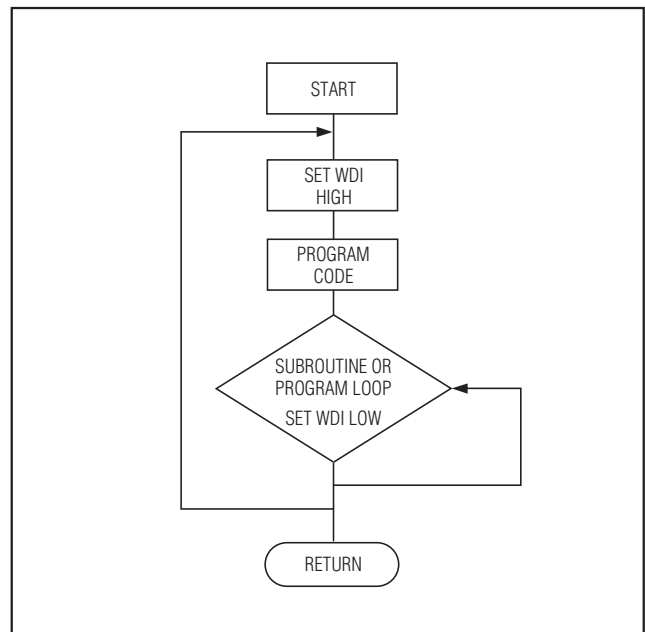 START
SET WDI
HIGH
PROGRAM
CODE
SUBROUTINE OR
PROGRAM LOOP
SET WDI LOW
RETURN